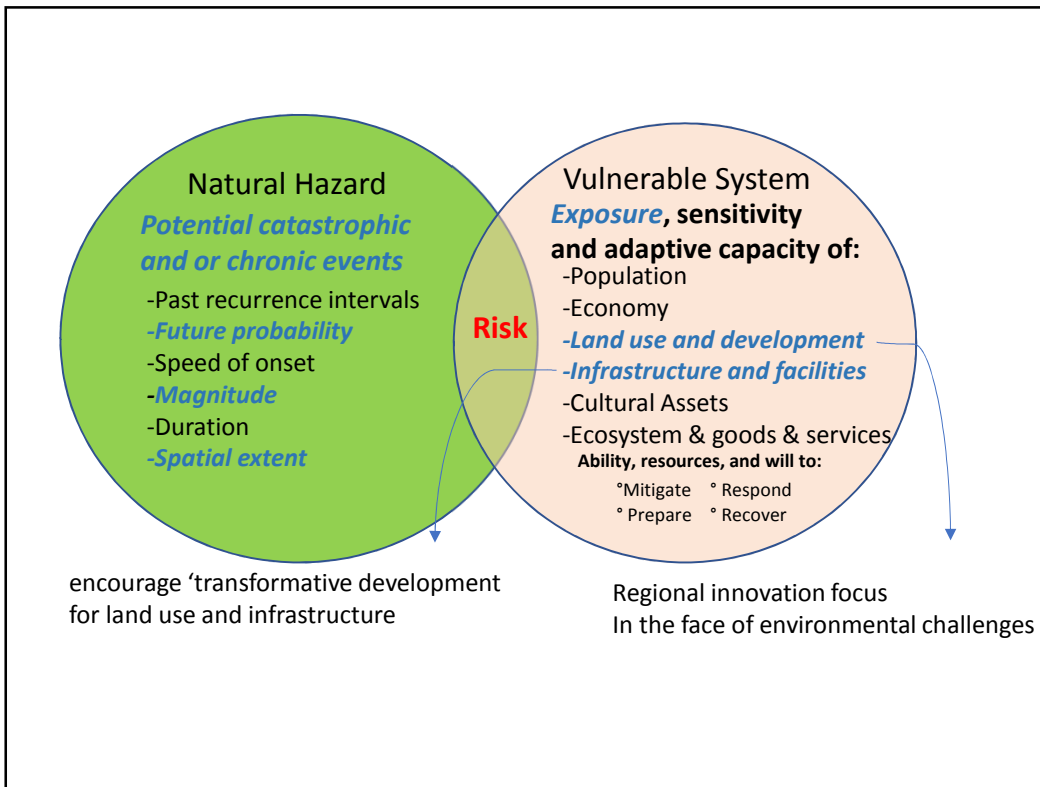 Natural Hazard
Potential catastrophic
and or chronic events
-Past recurrence intervals
-Future probability
-Speed of onset
-Magnitude
-Duration
-Spatial extent
Risk
Vulnerable System
Exposure, sensitivity
and adaptive capacity of:
-Population
-Economy
-Land use and development
-Infrastructure and facilities
-Cultural Assets
-Ecosystem & goods & services
Ability, resources, and will to:
°Mitigate ° Respond
° Prepare ° Recover
encourage ‘transformative development
for land use and infrastructure
Regional innovation focus
In the face of environmental challenges